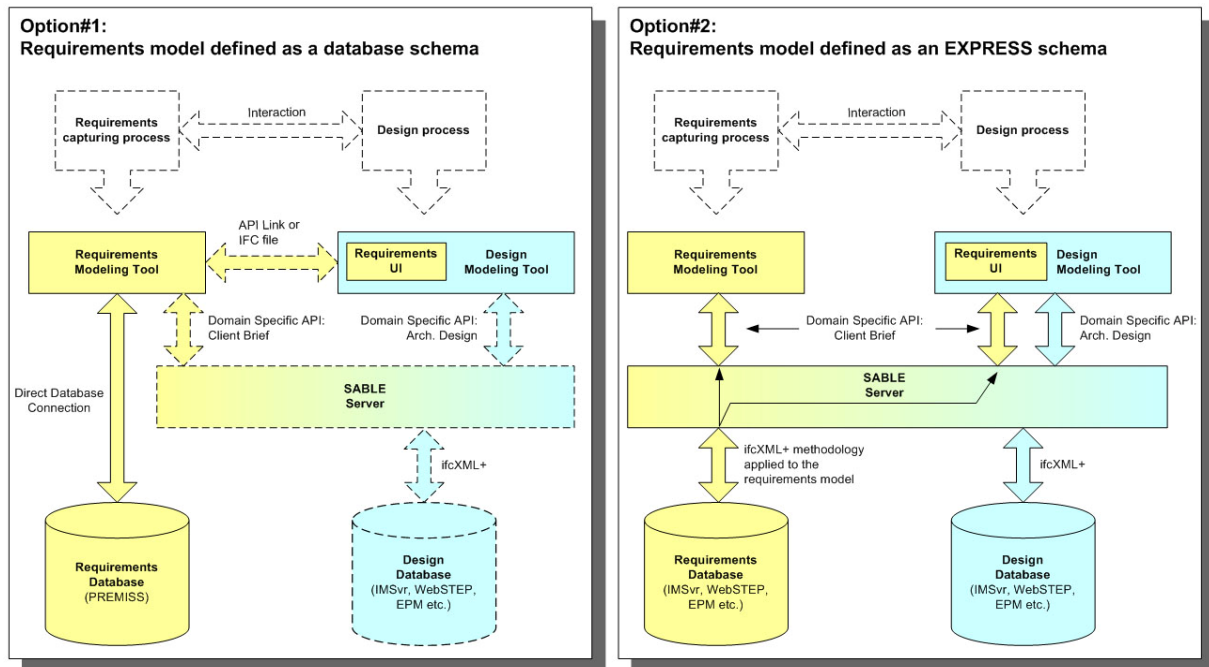 Option#1:
Requirements model defined as a database schema
Requirements
capturing process
Interaction
Design process
API Link or
IFC file
Requirements
Modeling Tool
Requirements
UI
Design
Modeling Tool
Domain Specific API:
Client Brief
Domain Specific API:
Arch. Design
Direct Database
Connection
SABLE
Server
ifcXML+
Requirements
Database
(PREMISS)
Design
Database
(IMSvr, WebSTEP,
EPM etc.)
Option#2:
Requirements model defined as an EXPRESS schema
Requirements
capturing process
Interaction
Design process
Requirements
Modeling Tool
Requirements
UI
Design
Modeling Tool
Domain Specific API:
Client Brief
Domain Specific API:
Arch. Design
SABLE
Server
ifcXML+ methodology
applied to the
requirements model
ifcXML+
Requirements
Database
(IMSvr, WebSTEP,
EPM etc.)
Design
Database
(IMSvr, WebSTEP,
EPM etc.)